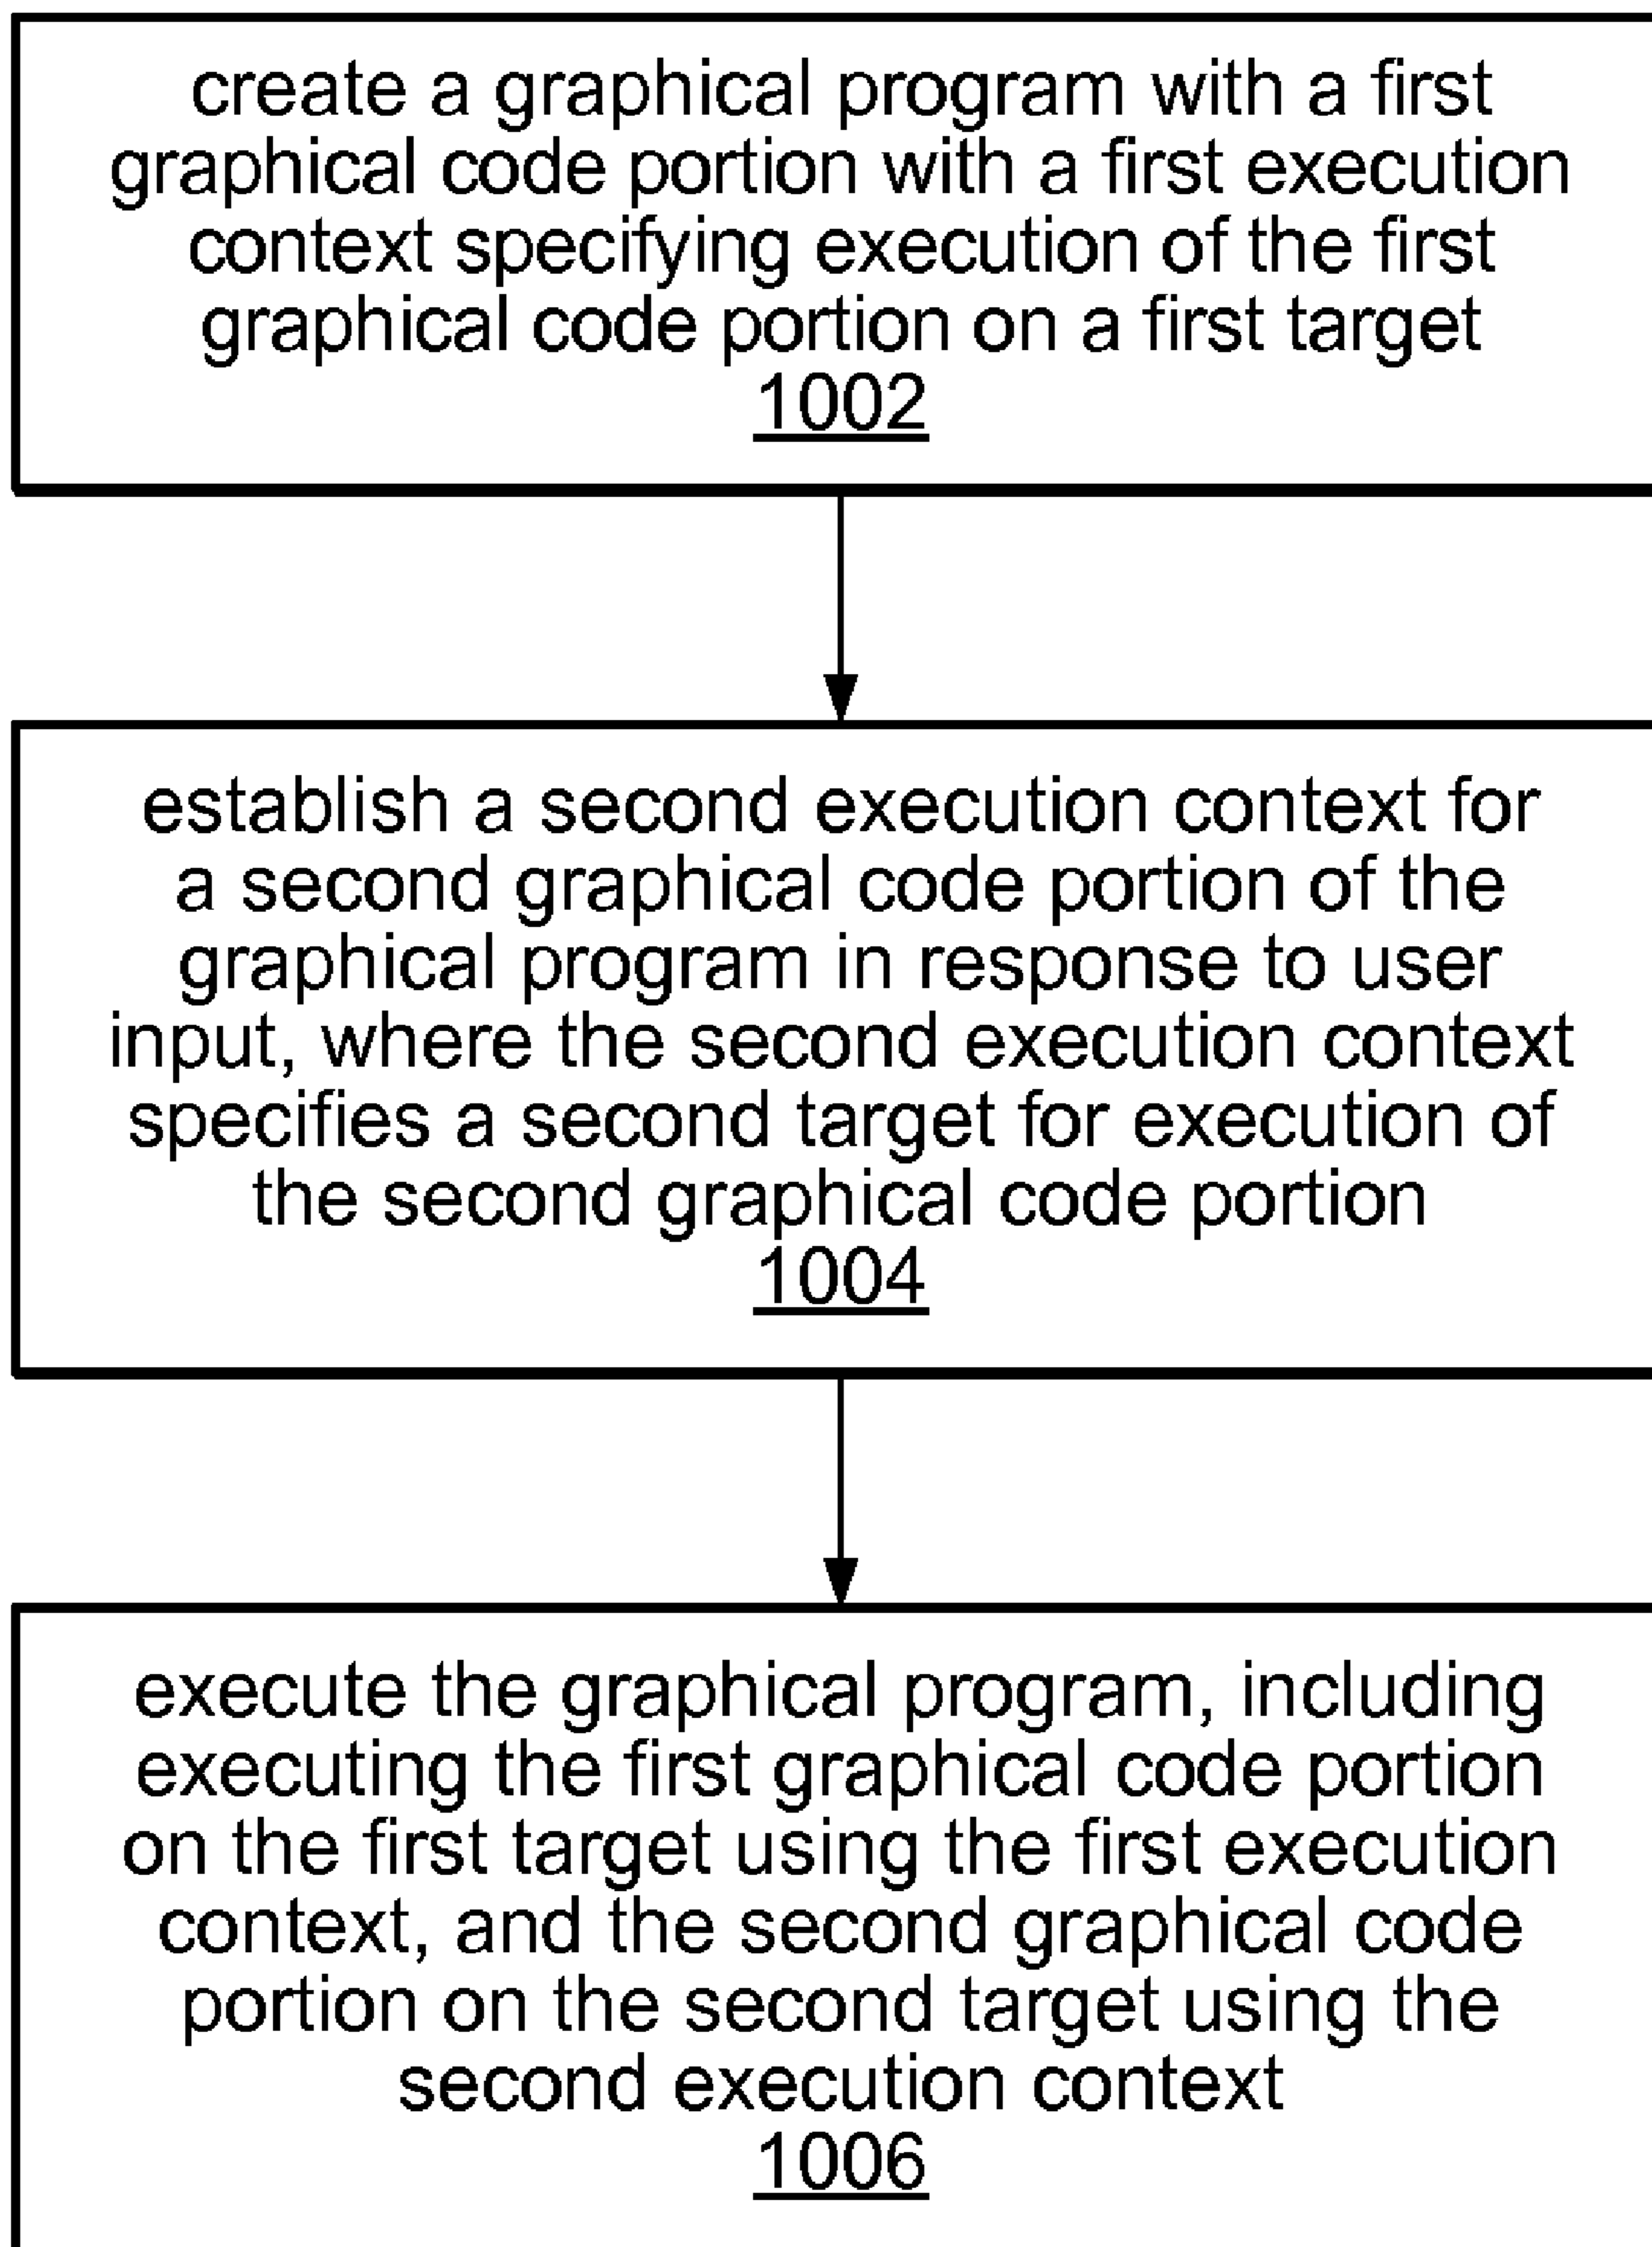 create a graphical program with a first
graphical code portion with a first execution
context specifying execution of the first
graphical code portion on a first target
1002
establish a second execution context for
a second graphical code portion of the
graphical program in response to user
input, where the second execution context
specifies a second target for execution of
the second graphical code portion
1004
execute the graphical program, including
executing the first graphical code portion
on the first target using the first execution
context, and the second graphical code
portion on the second target using the
second execution context
1006